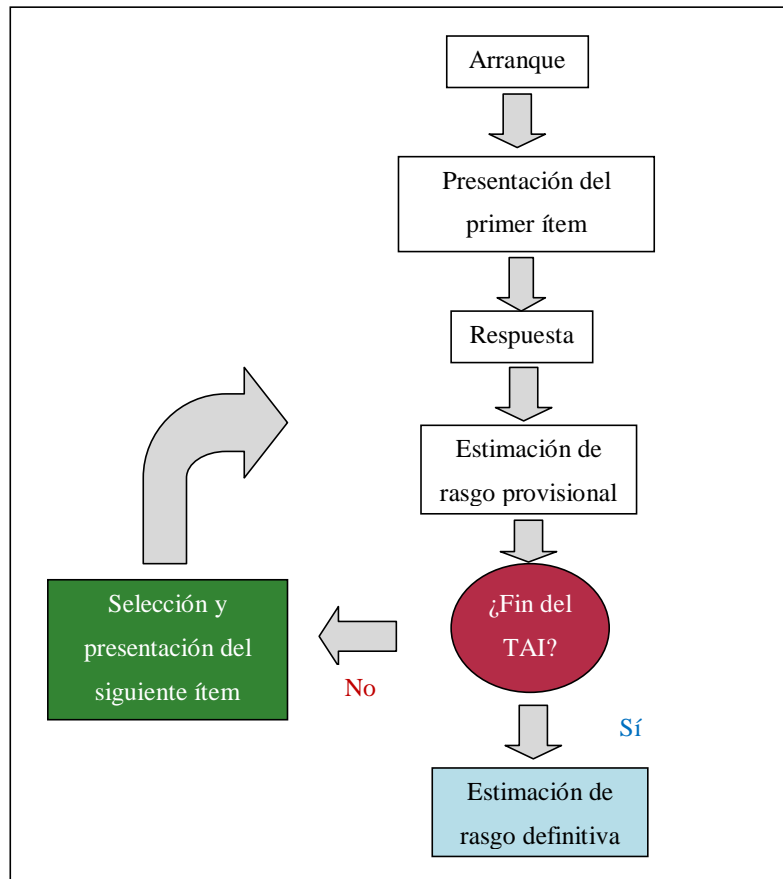 Arranque
Presentación del
primer ítem
Respuesta
Estimación de
rasgo provisional
¿Fin del
TAI?
No
Selección y
presentación del
siguiente ítem
Sí
Estimación de
rasgo definitiva